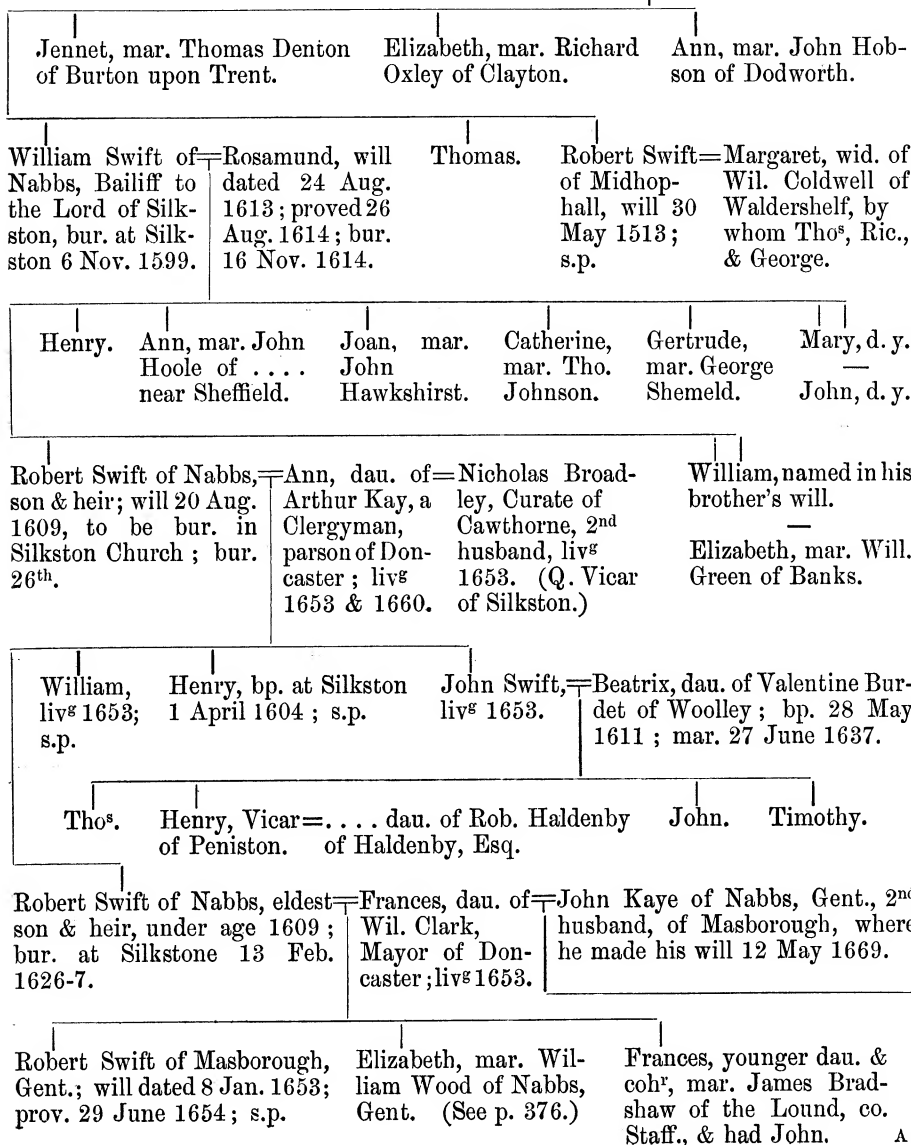 Jennet, mar. Thomas Denton
of Burton upon Trent.
Elizabeth, mar. Richard
Oxley of Clayton.
Ann, mar. John Hob-
son of Dodworth.
William Swift of
Nabbs, Bailiff to
the Lord of Silk-
ston, bur. at Silk-
ston 6 Nov. 1599.
=Rosamund, will
dated 24 Aug.
1613; proved 26
Aug. 1614; bur.
16 Nov. 1614.
Thomas.
Robert Swift=
of Midhop-
hall, will 30
May 1513;
s.p.
Margaret, wid. of
Wil. Coldwell of
Waldershelf, by
whom Thoˢ, Ric.,
& George.
Henry.
Ann, mar. John
Hoole of ....
near Sheffield.
Joan, mar.
John
Hawkshirst.
Catherine,
mar. Tho.
Johnson.
Gertrude,
mar. George
Shemeld.
Mary, d. y.
—
John, d. y.
Robert Swift of Nabbs,
son & heir; will 20 Aug.
1609, to be bur. in
Silkston Church; bur.
26ᵗʰ.
=Ann, dau. of=
Arthur Kay, a
Clergyman,
parson of Don-
caster; livᵍ
1653 & 1660.
Nicholas Broad-
ley, Curate of
Cawthorne, 2ⁿᵈ
husband, livᵍ
1653. (Q. Vicar
of Silkston.)
William, named in his
brother's will.
—
Elizabeth, mar. Will.
Green of Banks.
William,
livᵍ 1653;
s.p.
Henry, bp. at Silkston
1 April 1604; s.p.
John Swift,=
livᵍ 1653.
Beatrix, dau. of Valentine Bur-
det of Woolley; bp. 28 May
1611; mar. 27 June 1637.
Thoˢ.
Henry, Vicar=
of Peniston.
.... dau. of Rob. Haldenby
of Haldenby, Esq.
John.
Timothy.
Robert Swift of Nabbs, eldest=
son & heir, under age 1609;
bur. at Silkstone 13 Feb.
1626-7.
Frances, dau. of=
Wil. Clark,
Mayor of Don-
caster; livᵍ 1653.
John Kaye of Nabbs, Gent., 2ⁿᵈ
husband, of Masborough, where
he made his will 12 May 1669.
Robert Swift of Masborough,
Gent.; will dated 8 Jan. 1653;
prov. 29 June 1654; s.p.
Elizabeth, mar. Wil-
liam Wood of Nabbs,
Gent. (See p. 376.)
Frances, younger dau. &
cohʳ, mar. James Brad-
shaw of the Lound, co.
Staff., & had John.
A